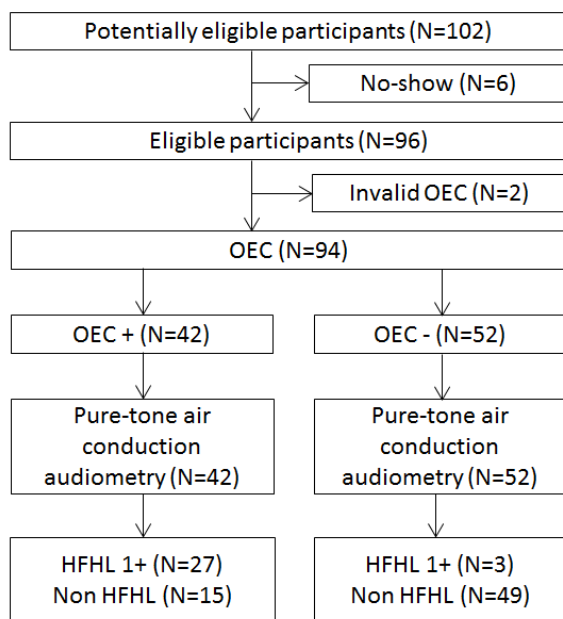 Potentially eligible participants (N=102)
No-show (N=6)
Eligible participants (N=96)
Invalid OEC (N=2)
OEC (N=94)
OEC + (N=42)
OEC - (N=52)
Pure-tone air
conduction
audiometry (N=42)
Pure-tone air
conduction
audiometry (N=52)
HFHL 1+ (N=27)
Non HFHL (N=15)
HFHL 1+ (N=3)
Non HFHL (N=49)